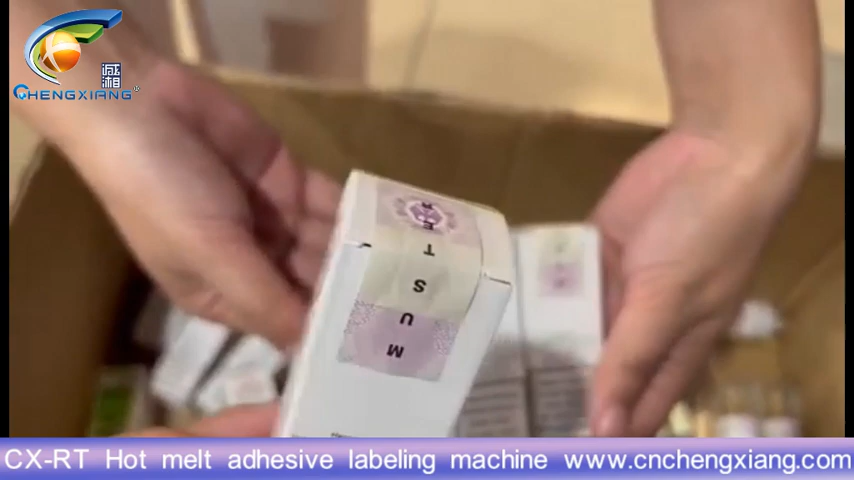 诚湘
CHENGXIANG
M
U
S
T
E
CX-RT Hot melt adhesive labeling machine www.cnchengxiang.com